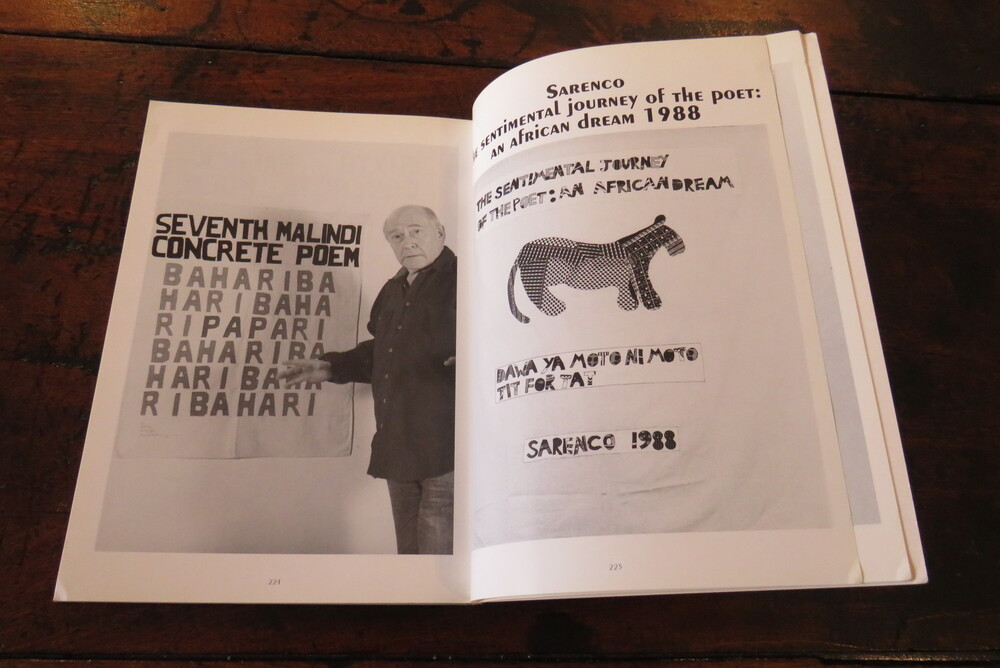 SEVENTH MALINDI
CONCRETE POEM
BAHARIBA
HARIBAHA
RIPAPARI
BAHARIBA
HARIBAHA
RIBAHARI
224
SARENCO
SENTIMENTAL JOURNEY OF THE POET:
AN AFRICAN DREAM 1988
THE SENTIMENTAL JOURNEY
OF THE POET: AN AFRICAN DREAM
DAWA YA MOTO NI MOTO
TIT FOR TAT
SARENCO 1988
225